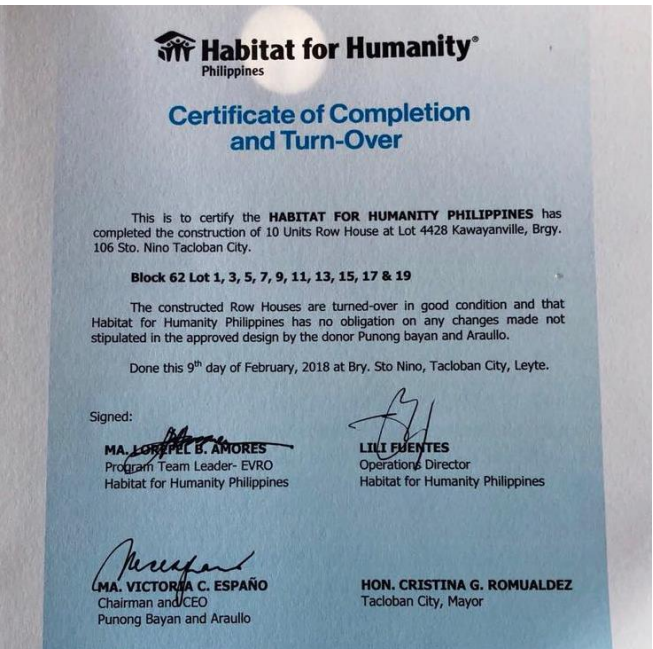 Habitat for Humanity®
Philippines
Certificate of Completion
and Turn-Over
This is to certify the HABITAT FOR HUMANITY PHILIPPINES has
completed the construction of 10 Units Row House at Lot 4428 Kawayanville, Brgy.
106 Sto. Nino Tacloban City.
Block 62 Lot 1, 3, 5, 7, 9, 11, 13, 15, 17 & 19
The constructed Row Houses are turned-over in good condition and that
Habitat for Humanity Philippines has no obligation on any changes made not
stipulated in the approved design by the donor Punong bayan and Araullo.
Done this 9th day of February, 2018 at Bry. Sto Nino, Tacloban City, Leyte.
Signed:
MA. B. AMORES
Program Team Leader- EVRO
Habitat for Humanity Philippines
LILI FUENTES
Operations Director
Habitat for Humanity Philippines
MA. VICTORIA C. ESPAÑO
Chairman and CEO
Punong Bayan and Araullo
HON. CRISTINA G. ROMUALDEZ
Tacloban City, Mayor